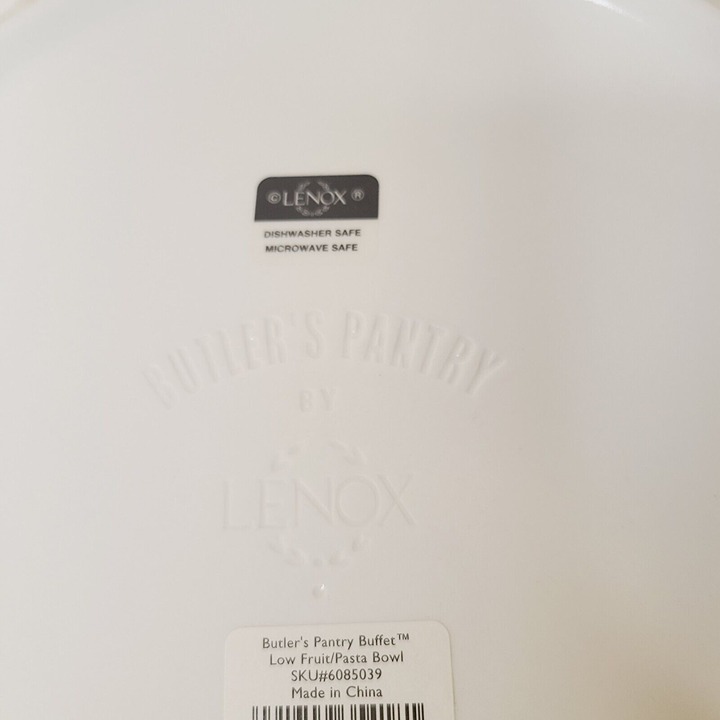 ©LENOX®
DISHWASHER SAFE
MICROWAVE SAFE
BUTLER'S PANTRY
BY
LENOX
Butler's Pantry Buffet™
Low Fruit/Pasta Bowl
SKU#6085039
Made in China